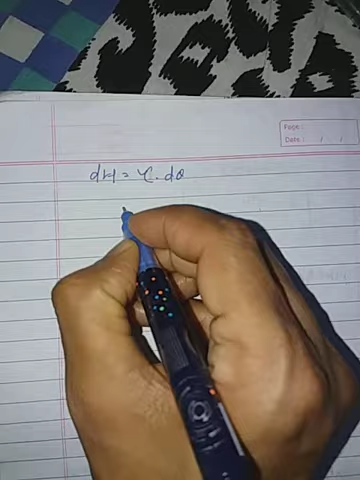 Page:
Date: / /
dH = τ. dθ